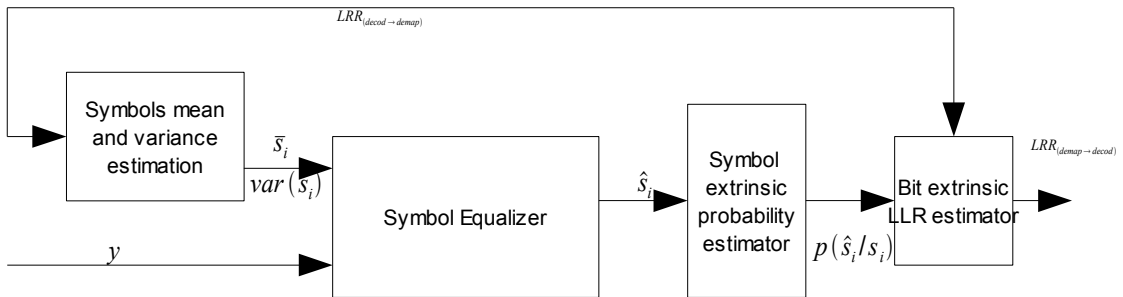 LRR(decod→demap)
Symbols mean
and variance
estimation
s̅i
var(si)
y
Symbol Equalizer
ŝi
Symbol
extrinsic
probability
estimator
p(ŝi/si)
Bit extrinsic
LLR estimator
LRR(demap→decod)